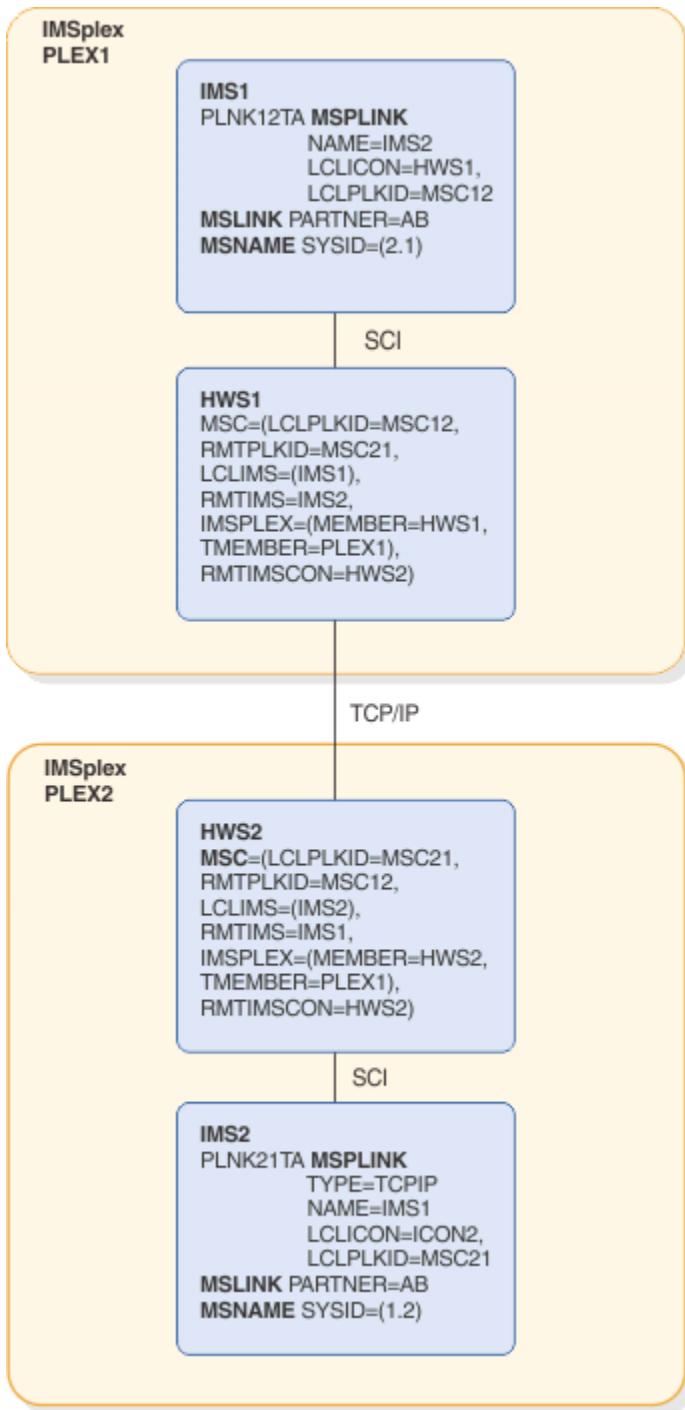 IMSplex
PLEX1
IMS1
PLNK12TA MSPLINK
NAME=IMS2
LCLICON=HWS1,
LCLPLKID=MSC12
MSLINK PARTNER=AB
MSNAME SYSID=(2.1)
SCI
HWS1
MSC=(LCLPLKID=MSC12,
RMTPLKID=MSC21,
LCLIMS=(IMS1),
RMTIMS=IMS2,
IMSPLEX=(MEMBER=HWS1,
TMEMBER=PLEX1),
RMTIMSCON=HWS2)
TCP/IP
IMSplex
PLEX2
HWS2
MSC=(LCLPLKID=MSC21,
RMTPLKID=MSC12,
LCLIMS=(IMS2),
RMTIMS=IMS1,
IMSPLEX=(MEMBER=HWS2,
TMEMBER=PLEX1),
RMTIMSCON=HWS2)
SCI
IMS2
PLNK21TA MSPLINK
TYPE=TCPIP
NAME=IMS1
LCLICON=ICON2,
LCLPLKID=MSC21
MSLINK PARTNER=AB
MSNAME SYSID=(1.2)